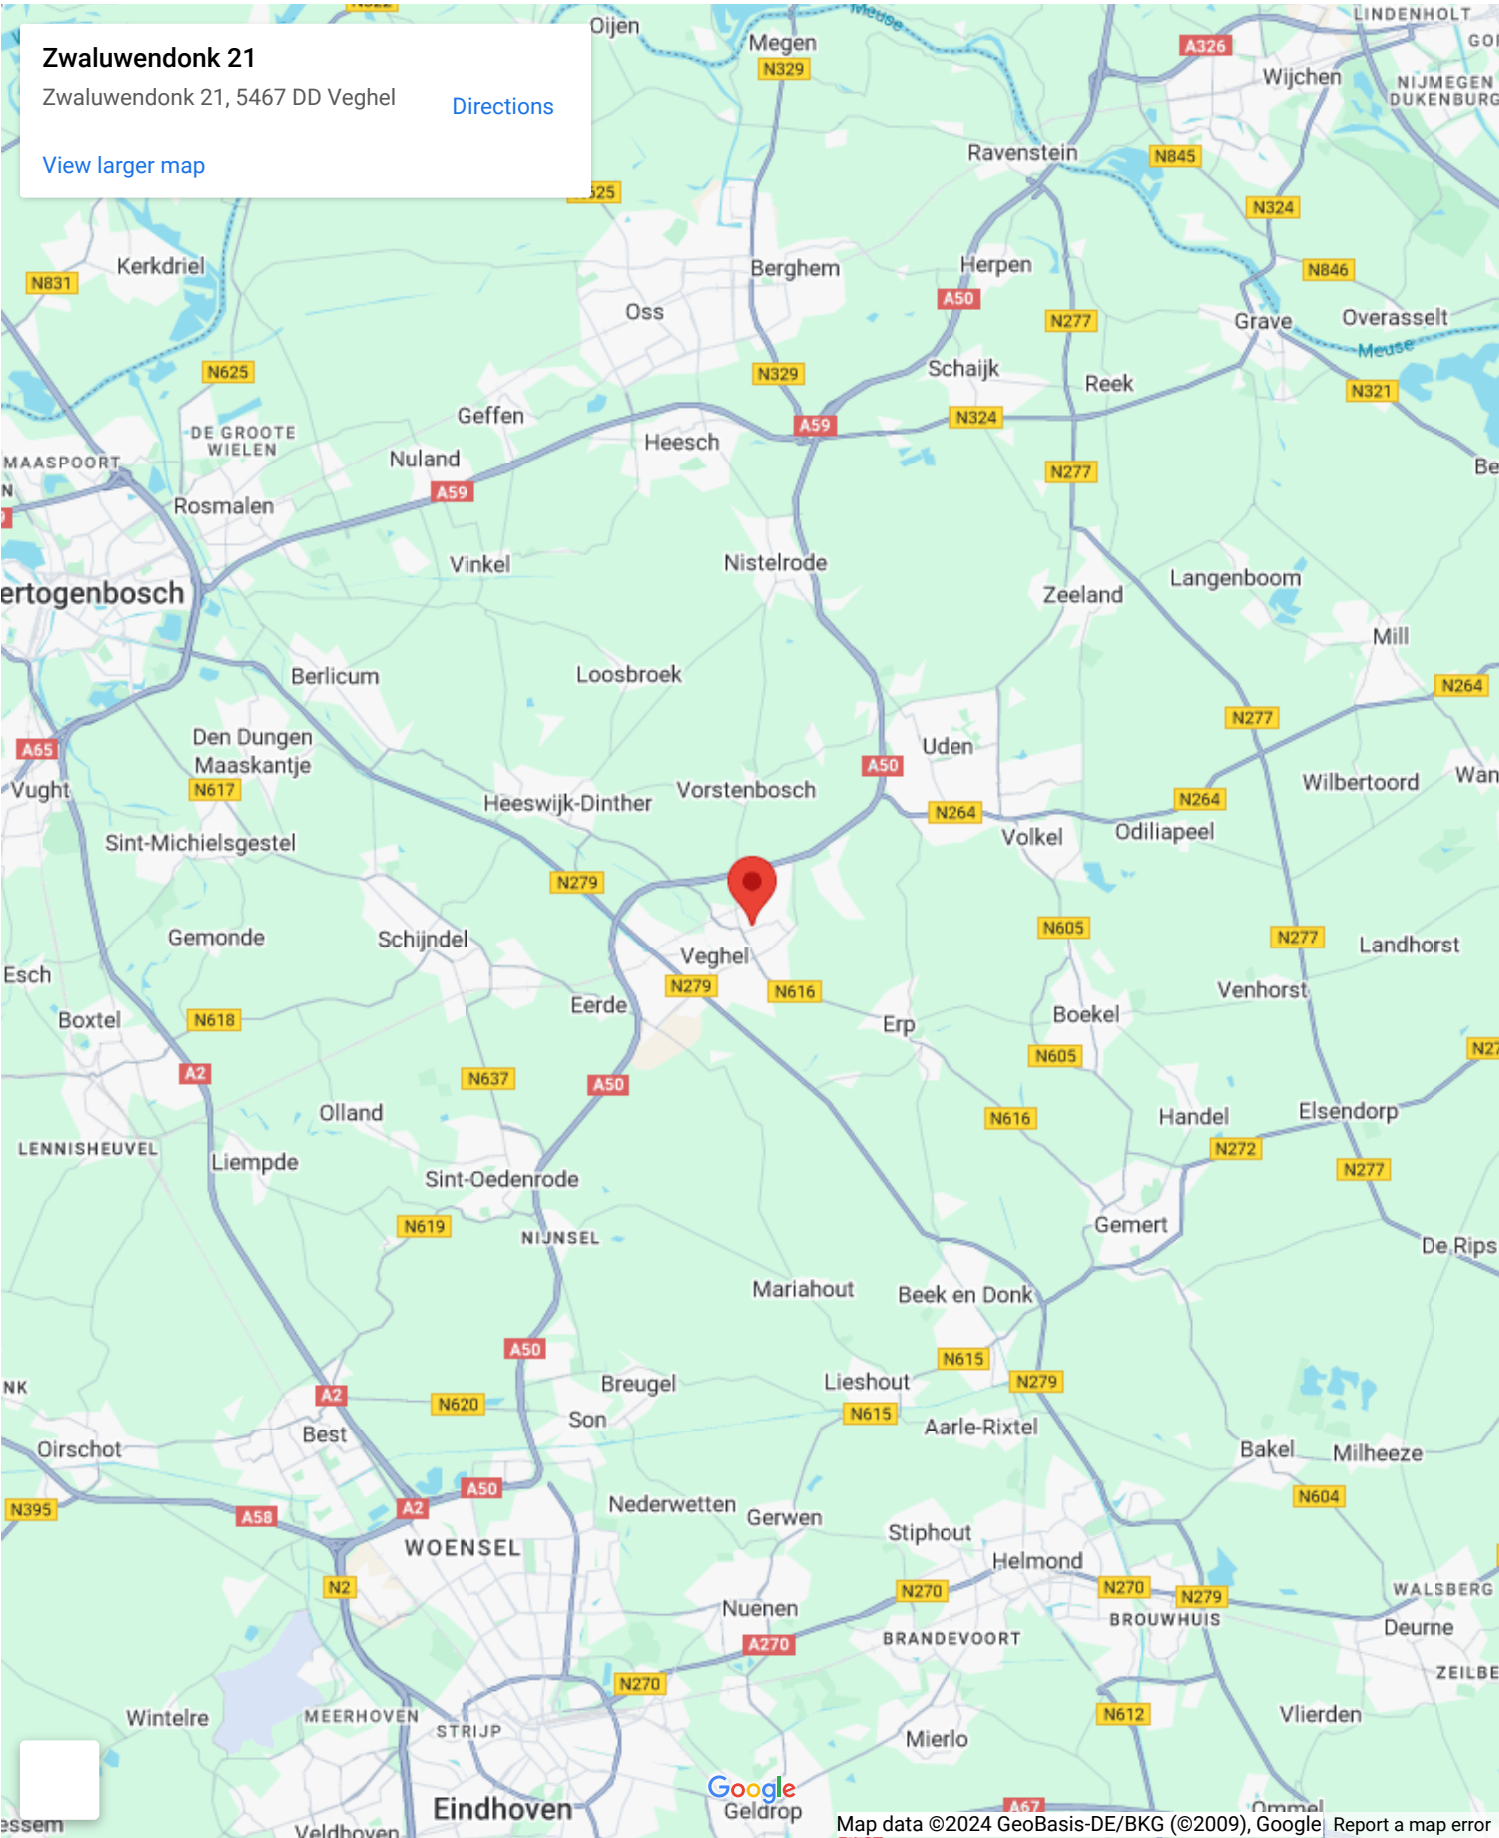 N322
Oijen
Megen
N329
Meuse
LINDENHOLT
A326
Wijchen
NIJMEGEN
DUKENBURG
Zwaluwendonk 21
Zwaluwendonk 21, 5467 DD Veghel
Directions
View larger map
Ravenstein
N845
N324
Kerkdriel
N831
Berghem
Herpen
N846
A50
Oss
N277
Grave
Overasselt
Meuse
N625
N329
Schaijk
Reek
N321
Geffen
A59
N324
DE GROOTE
WIELEN
Heesch
MAASPOORT
Nuland
N277
A59
Rosmalen
Vinkel
Nistelrode
ertogenbosch
Zeeland
Langenboom
Mill
Berlicum
Loosbroek
N264
N277
Den Dungen
Maaskantje
A65
Uden
A50
Vught
N617
Heeswijk-Dinther
Vorstenbosch
Wilbertoord
Wan
N264
N264
Volkel
Odiliapeel
Sint-Michielsgestel
N279
N605
N277
Gemonde
Schijndel
Landhorst
Veghel
Esch
N279
N616
Venhorst
Eerde
Boxtel
N618
Erp
Boekel
N605
A2
N637
A50
Olland
N616
Handel
Elsendorp
LENNISHEUVEL
Liempde
N272
N277
Sint-Oedenrode
N619
NIJNSEL
Gemert
De Rips
Mariahout
Beek en Donk
A50
N615
NK
A2
N620
Breugel
Lieshout
N279
Son
N615
Aarle-Rixtel
Best
Oirschot
Bakel
Milheeze
A50
N604
N395
A58
A2
Nederwetten
Gerwen
Stiphout
WOENSEL
Helmond
N2
N270
N270
N279
WALSBERG
Nuenen
BROUWHUIS
Deurne
A270
BRANDEVOORT
N270
ZEILBE
Wintelre
MEERHOVEN
STRIJP
N612
Vlierden
Mierlo
Google
Eindhoven
Geldrop
A67
Ommel
essem
Veldhoven
Map data ©2024 GeoBasis-DE/BKG (©2009), Google
Report a map error